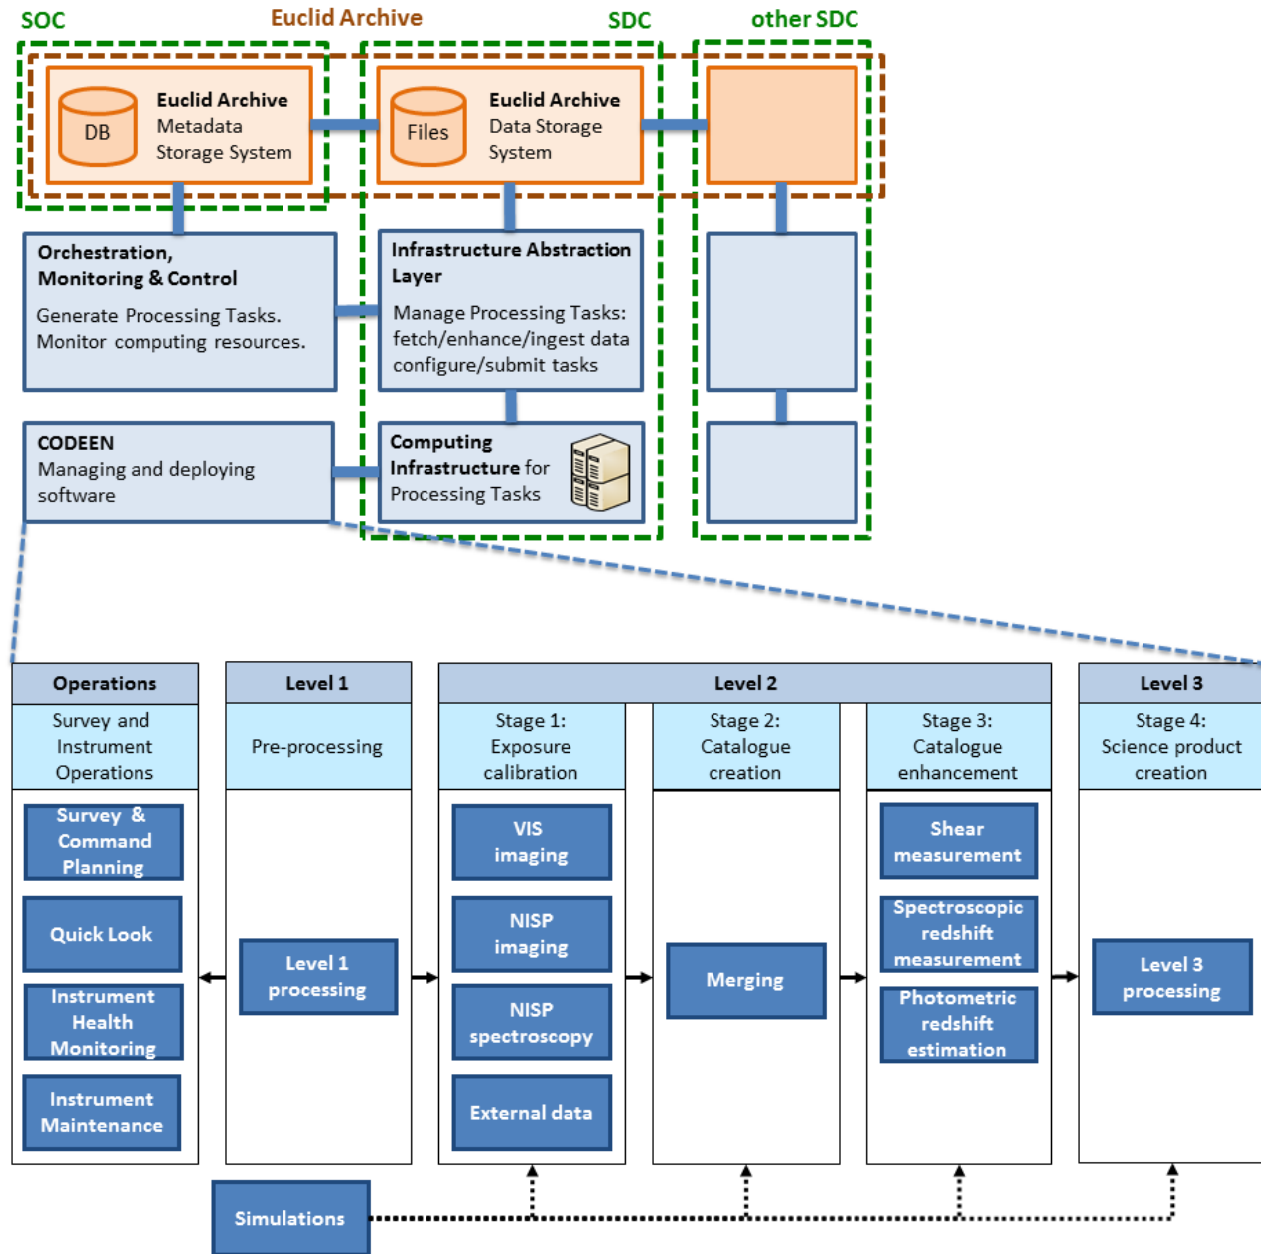 SOC
Euclid Archive
SDC
other SDC
DB
Euclid Archive
Metadata
Storage System
Files
Euclid Archive
Data Storage
System
Orchestration,
Monitoring & Control
Generate Processing Tasks.
Monitor computing resources.
Infrastructure Abstraction
Layer
Manage Processing Tasks:
fetch/enhance/ingest data
configure/submit tasks
CODEEN
Managing and deploying
software
Computing
Infrastructure for
Processing Tasks
Operations
Level 1
Level 2
Level 3
Survey and
Instrument
Operations
Pre-processing
Stage 1:
Exposure
calibration
Stage 2:
Catalogue
creation
Stage 3:
Catalogue
enhancement
Stage 4:
Science product
creation
Survey &
Command
Planning
Quick Look
Instrument
Health
Monitoring
Instrument
Maintenance
Level 1
processing
VIS
imaging
NISP
imaging
NISP
spectroscopy
External data
Merging
Shear
measurement
Spectroscopic
redshift
measurement
Photometric
redshift
estimation
Level 3
processing
Simulations